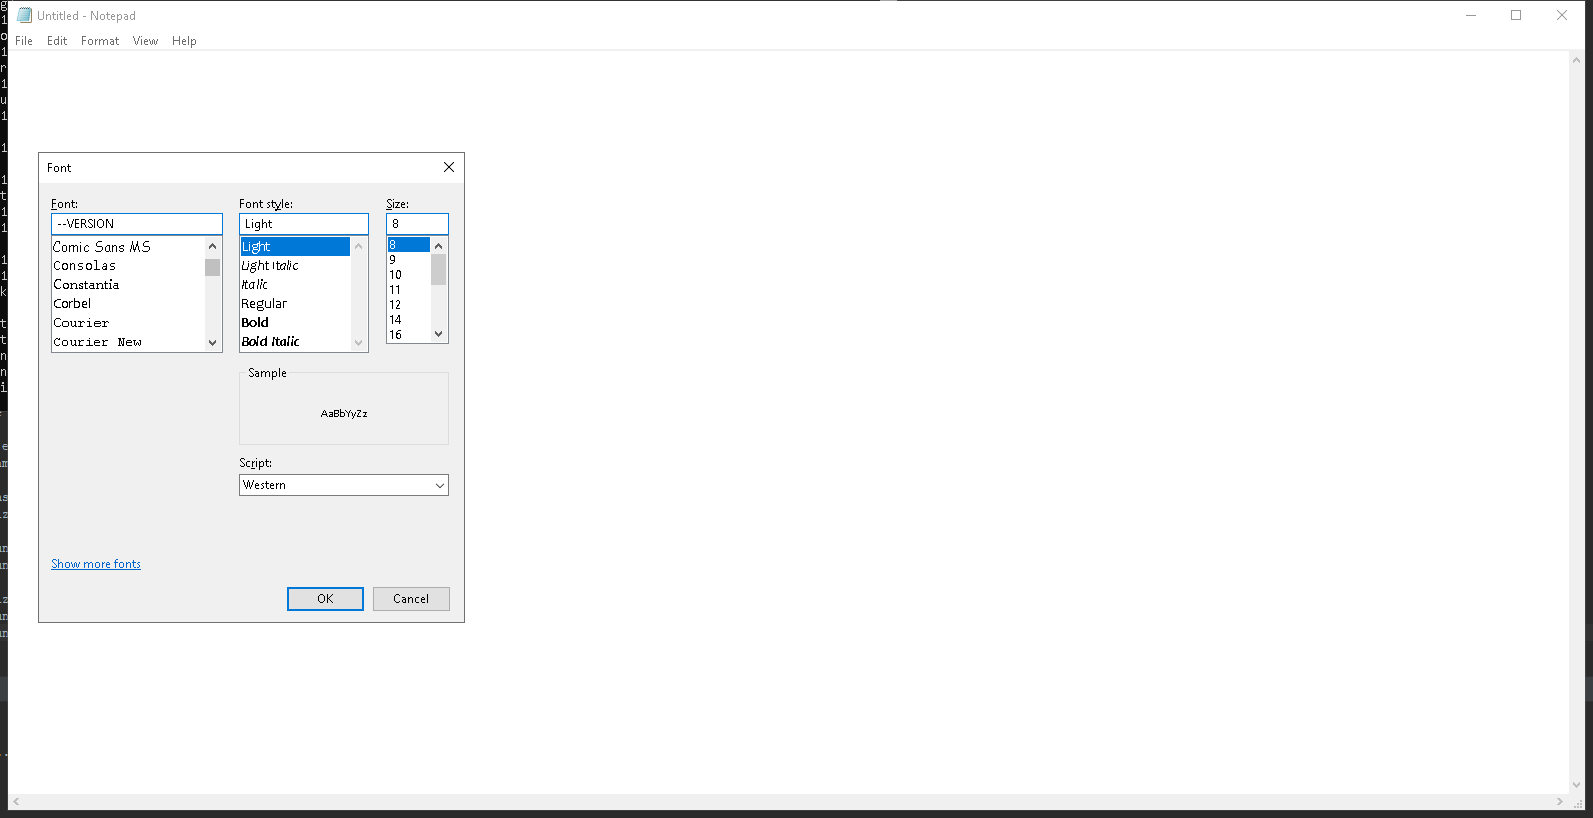 Untitled - Notepad
File Edit Format View Help
Font
Font: Font style: Size:
--VERSION Light 8
Comic Sans MS
Consolas
Constantia
Corbel
Courier
Courier New
Light
Light Italic
Italic
Regular
Bold
Bold Italic
8
9
10
11
12
14
16
Sample
AaBbYyZz
Script:
Western
Show more fonts
OK Cancel